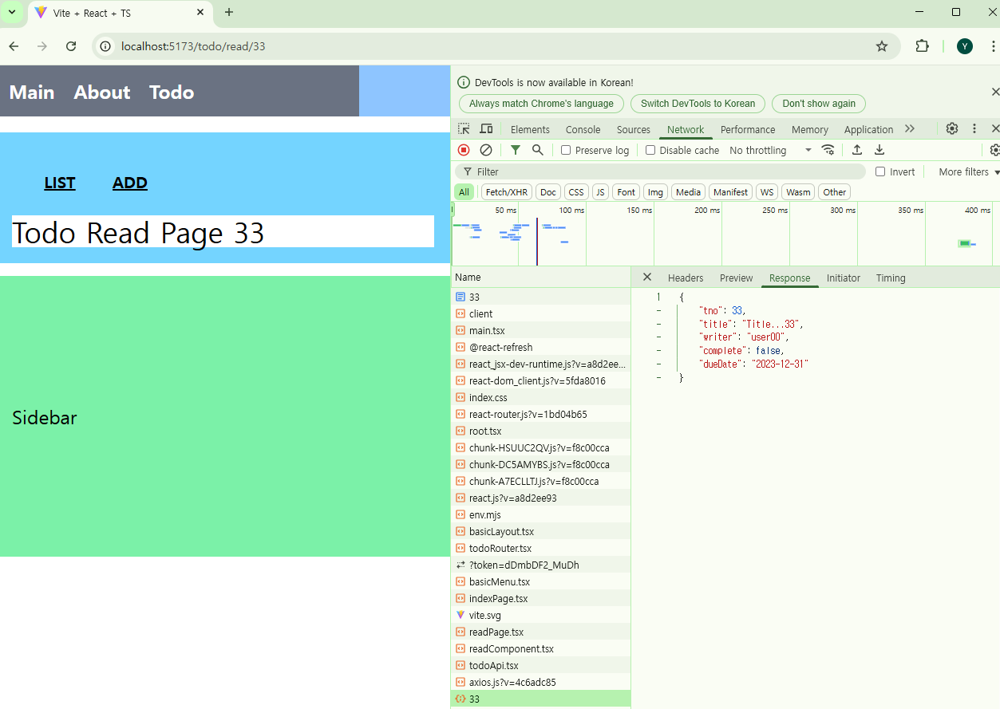 Vite + React + TS
localhost:5173/todo/read/33
Y
Main About Todo
LIST ADD
Todo Read Page 33
Sidebar
DevTools is now available in Korean!
Always match Chrome's language Switch DevTools to Korean Don't show again
Elements Console Sources Network Performance Memory Application
Preserve log Disable cache No throttling
Filter Invert More filters
All Fetch/XHR Doc CSS JS Font Img Media Manifest WS Wasm Other
50 ms 100 ms 150 ms 200 ms 250 ms 300 ms 350 ms 400 ms
Name
33
client
main.tsx
@react-refresh
react_jsx-dev-runtime.js?v=a8d2ee...
react-dom_client.js?v=5fda8016
index.css
react-router.js?v=1bd04b65
root.tsx
chunk-HSUUC2QV.js?v=f8c00cca
chunk-DC5AMYBS.js?v=f8c00cca
chunk-A7ECLLTJ.js?v=f8c00cca
react.js?v=a8d2ee93
env.mjs
basicLayout.tsx
todoRouter.tsx
?token=dDmbDF2_MuDh
basicMenu.tsx
indexPage.tsx
vite.svg
readPage.tsx
readComponent.tsx
todoApi.tsx
axios.js?v=4c6adc85
33
Headers Preview Response Initiator Timing
1 {
- "tno": 33,
- "title": "Title...33",
- "writer": "user00",
- "complete": false,
- "dueDate": "2023-12-31"
- }